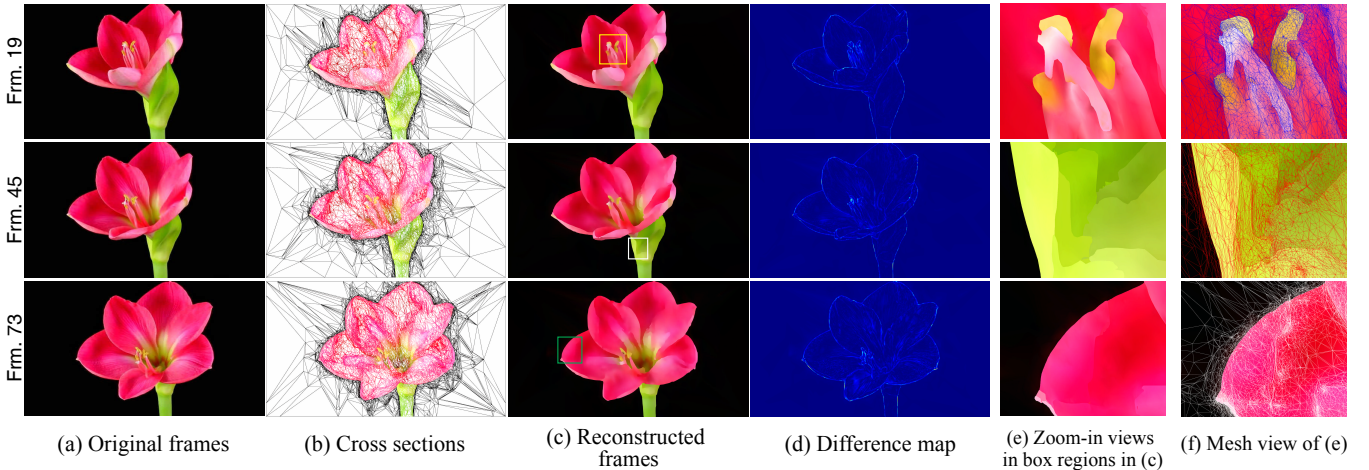 Frm. 19
Frm. 45
Frm. 73
(a) Original frames
(b) Cross sections
(c) Reconstructed
frames
(d) Difference map
(e) Zoom-in views
in box regions in (c)
(f) Mesh view of (e)